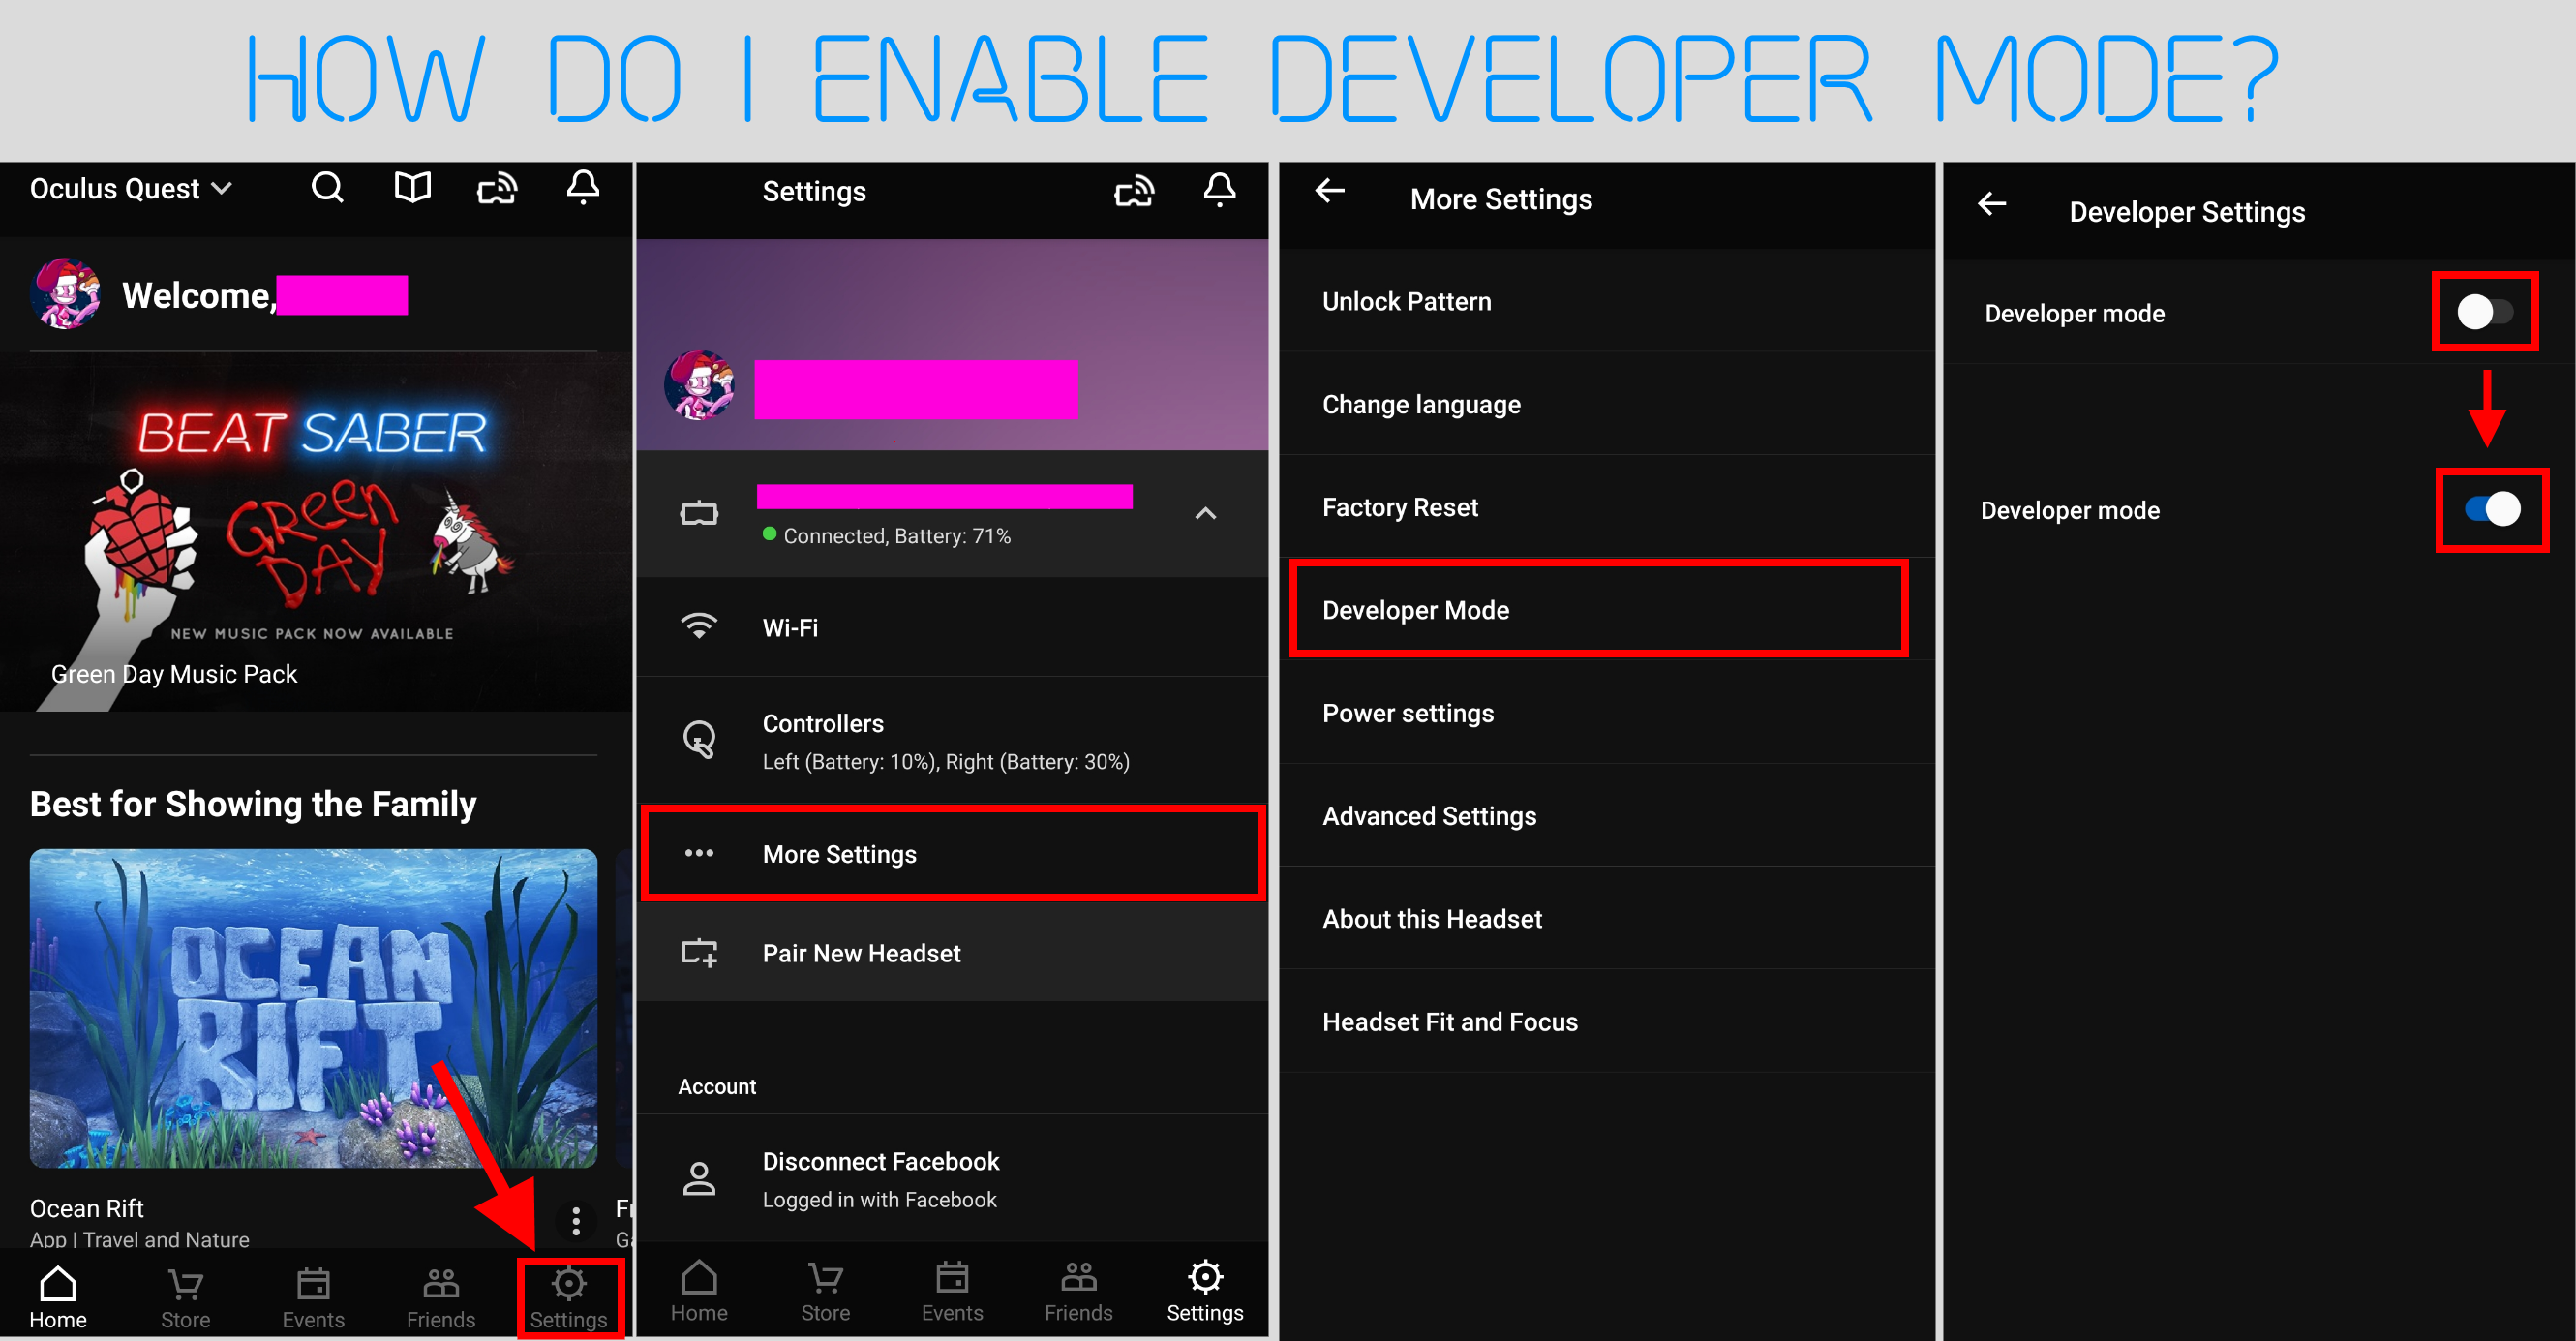 HOW DO I ENABLE DEVELOPER MODE?
Oculus Quest
Welcome,
BEAT SABER
GREEN DAY
NEW MUSIC PACK NOW AVAILABLE
Green Day Music Pack
Best for Showing the Family
OCEAN
RIFT
Ocean Rift
App | Travel and Nature
Home
Store
Events
Friends
Settings
Settings
Connected, Battery: 71%
Wi-Fi
Controllers
Left (Battery: 10%), Right (Battery: 30%)
More Settings
Pair New Headset
Account
Disconnect Facebook
Logged in with Facebook
Home
Store
Events
Friends
Settings
More Settings
Unlock Pattern
Change language
Factory Reset
Developer Mode
Power settings
Advanced Settings
About this Headset
Headset Fit and Focus
Developer Settings
Developer mode
Developer mode